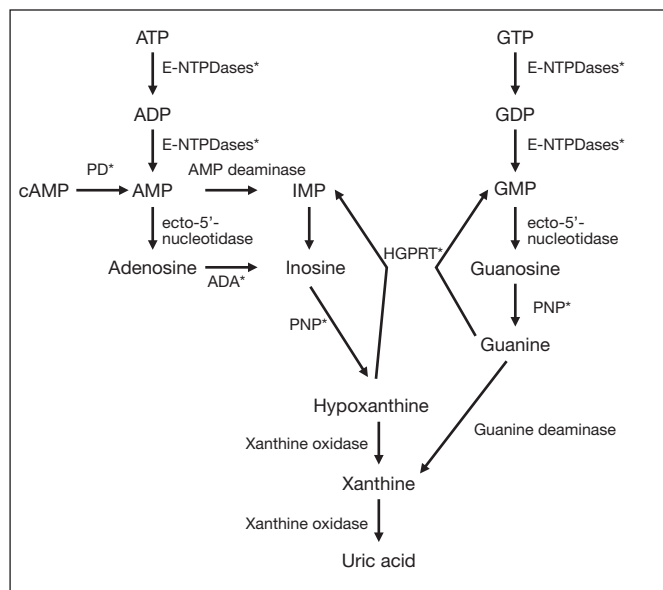 ATP
GTP
E-NTPDases*
E-NTPDases*
ADP
GDP
E-NTPDases*
E-NTPDases*
PD*
AMP deaminase
cAMP
AMP
IMP
GMP
ecto-5'-
nucleotidase
ecto-5'-
nucleotidase
HGPRT*
Adenosine
Inosine
Guanosine
ADA*
PNP*
PNP*
Guanine
Hypoxanthine
Guanine deaminase
Xanthine oxidase
Xanthine
Xanthine oxidase
Uric acid